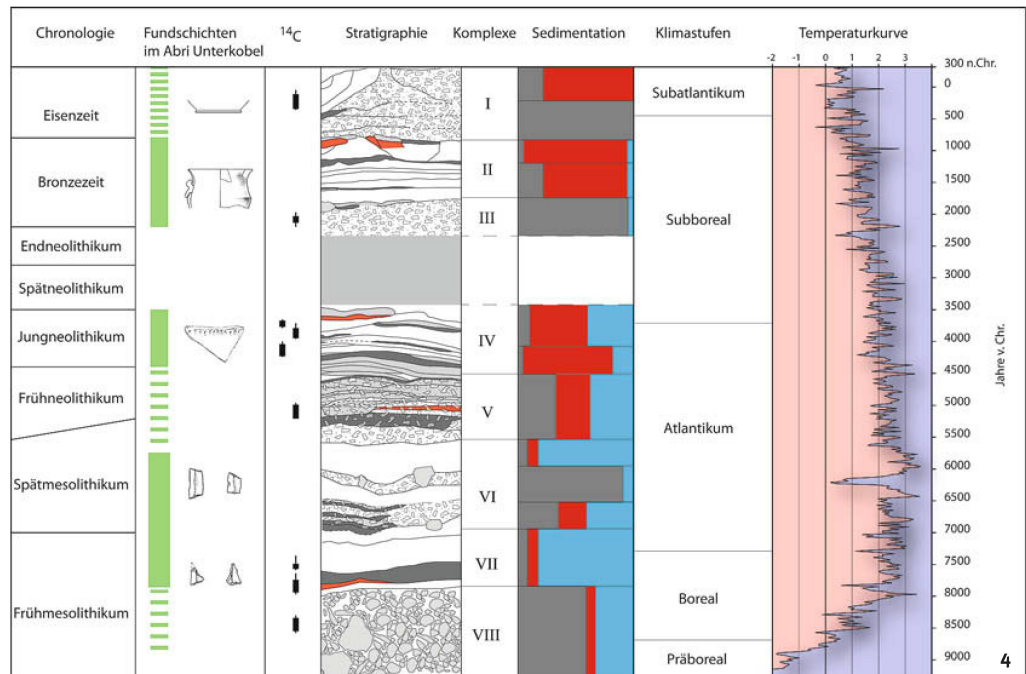 Chronologie
Fundschichten
im Abri Unterkobel
14C
Stratigraphie
Komplexe
Sedimentation
Klimastufen
Temperaturkurve
-2 -1 0 1 2 3
Eisenzeit
Bronzezeit
Endneolithikum
Spätneolithikum
Jungneolithikum
Frühneolithikum
Spätmesolithikum
Frühmesolithikum
I
II
III
IV
V
VI
VII
VIII
Subatlantikum
Subboreal
Atlantikum
Boreal
Präboreal
300 n.Chr.
0
500
1000
1500
2000
2500
3000
3500
4000
4500
5000
5500
6000
6500
7000
7500
8000
8500
9000
Jahre v. Chr.
4